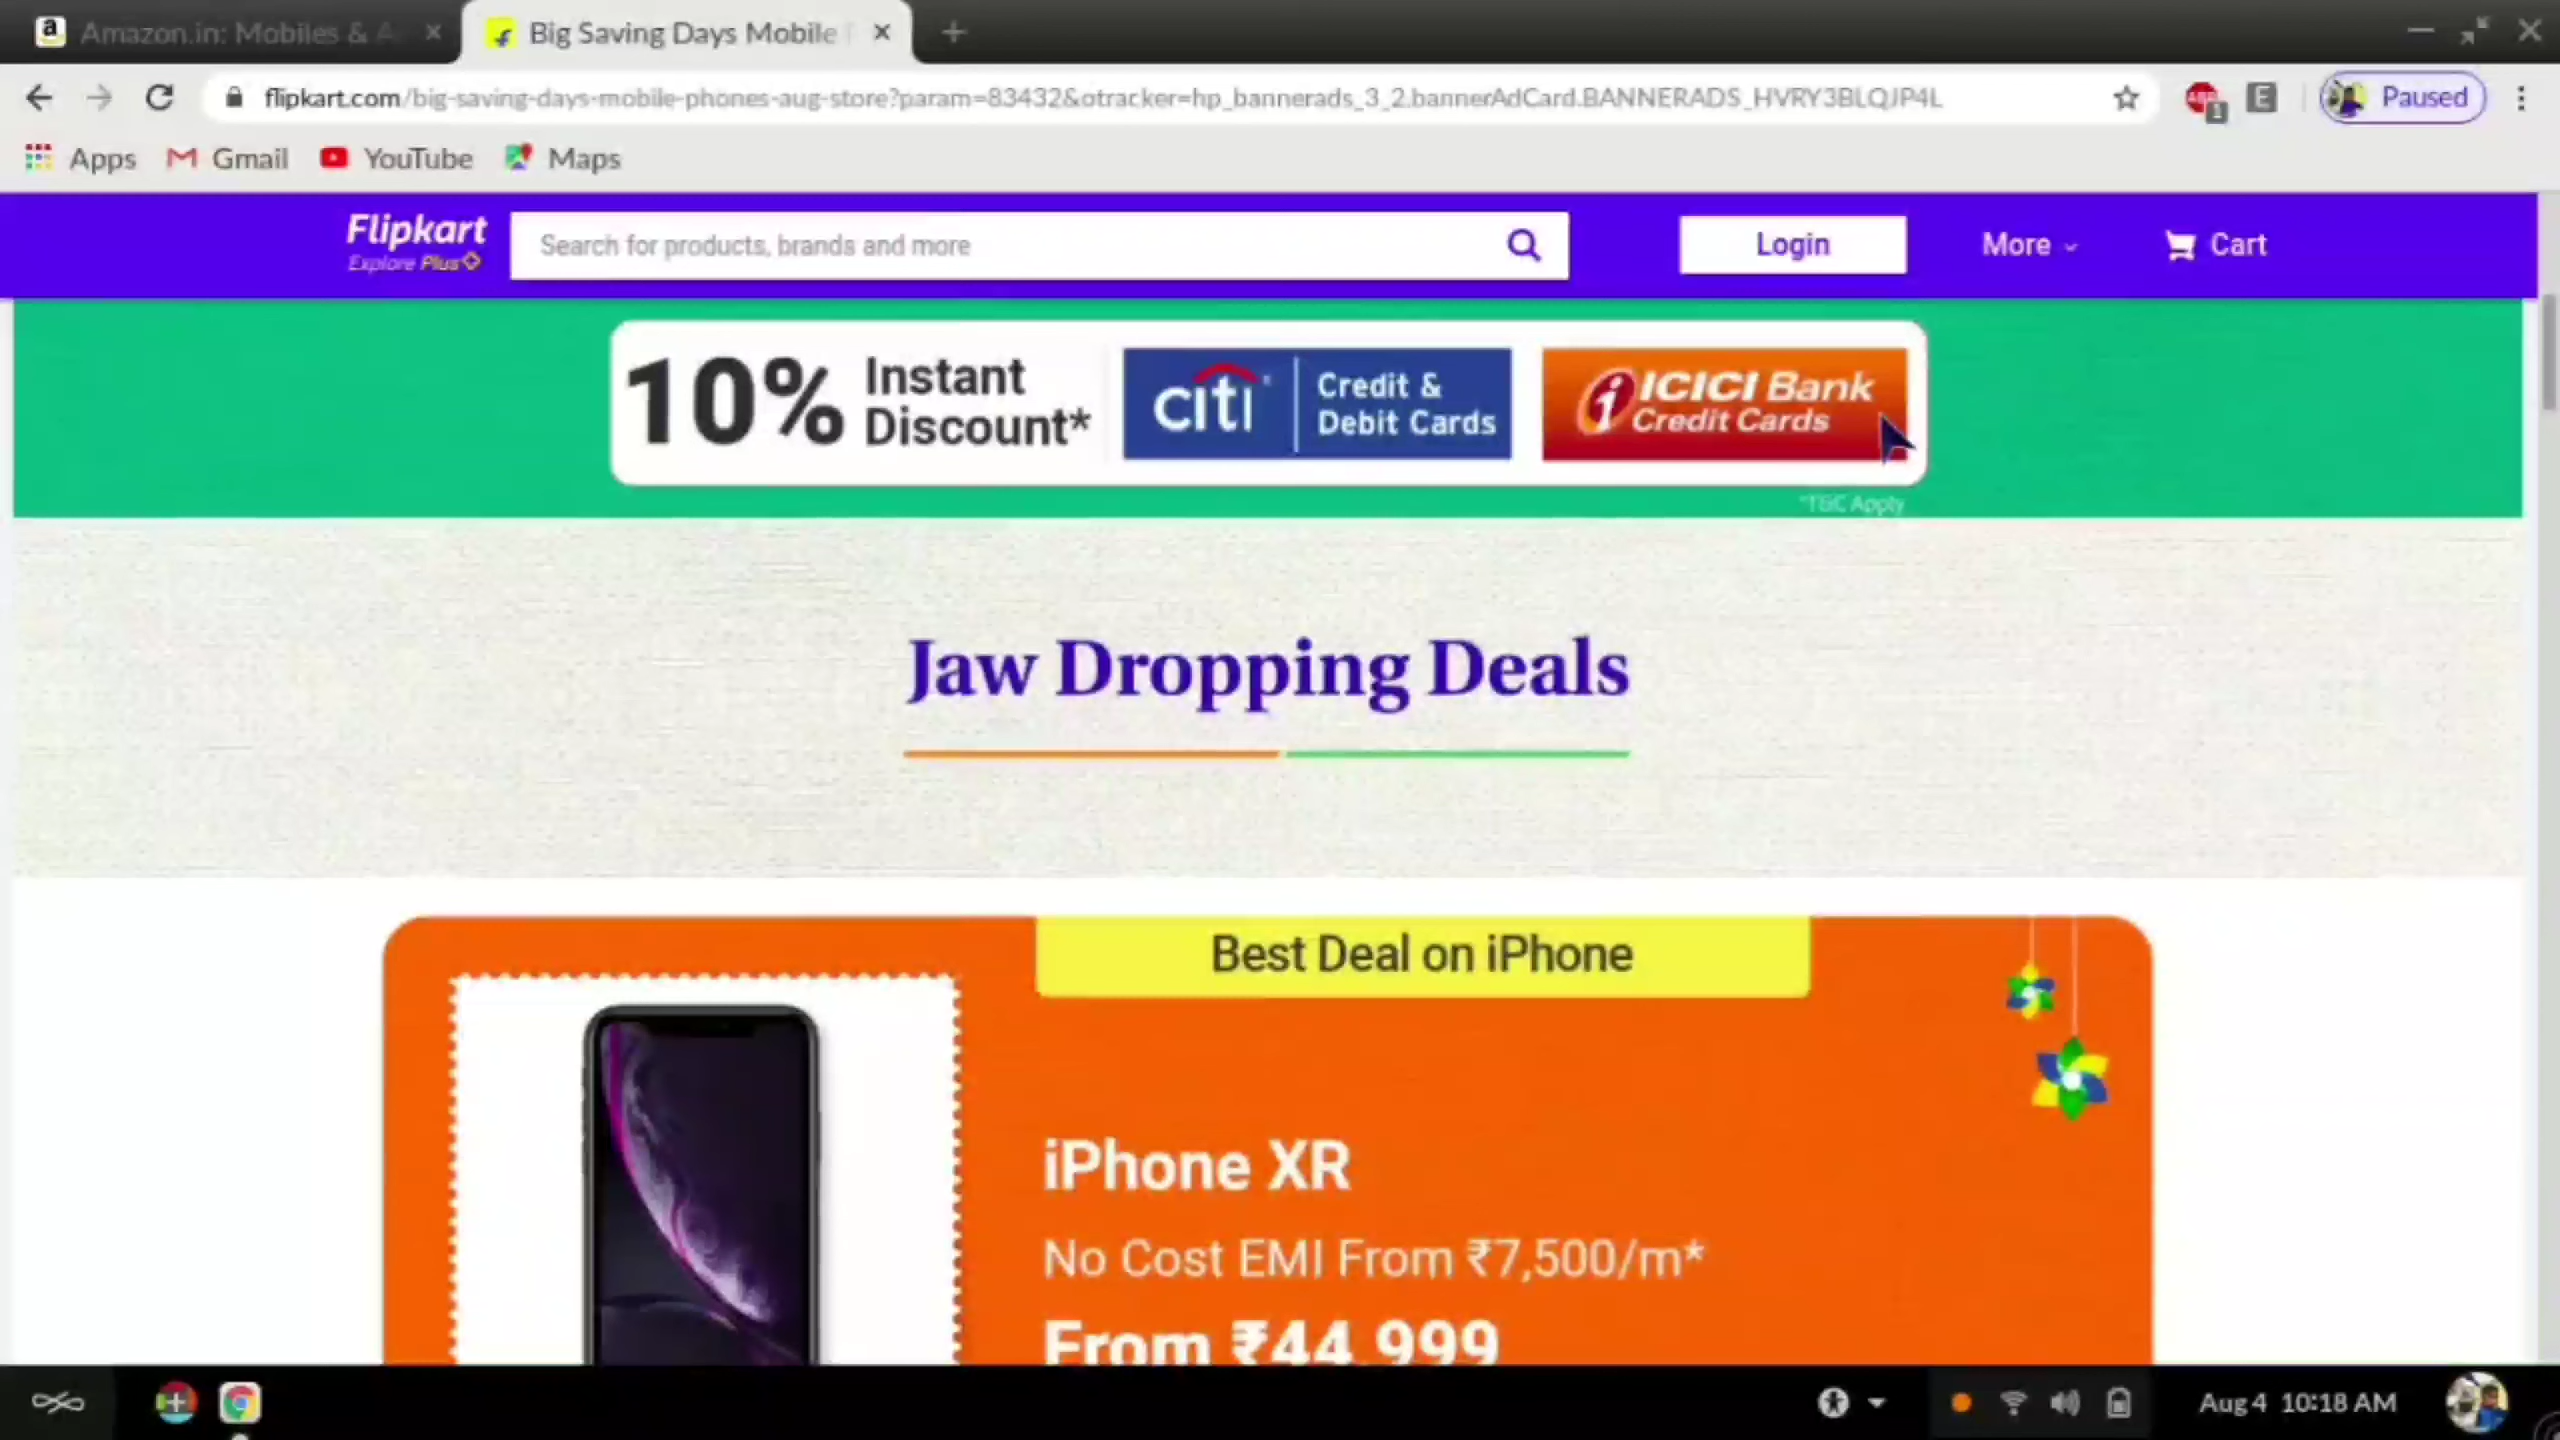 Amazon.in: Mobiles & A
Big Saving Days Mobile
flipkart.com/big-saving-days-mobile-phones-aug-store?param=83432&otracker=hp_bannerads_3_2.bannerAdCard.BANNERADS_HVRY3BLQJP4L
ABP
1
E
Paused
Apps
Gmail
YouTube
Maps
Flipkart
Explore Plus
Search for products, brands and more
Login
More
Cart
10%
Instant
Discount*
citi
Credit &
Debit Cards
ICICI Bank
Credit Cards
*T&C Apply
Jaw Dropping Deals
Best Deal on iPhone
iPhone XR
No Cost EMI From ₹7,500/m*
From ₹44,999
Aug 4 10:18 AM